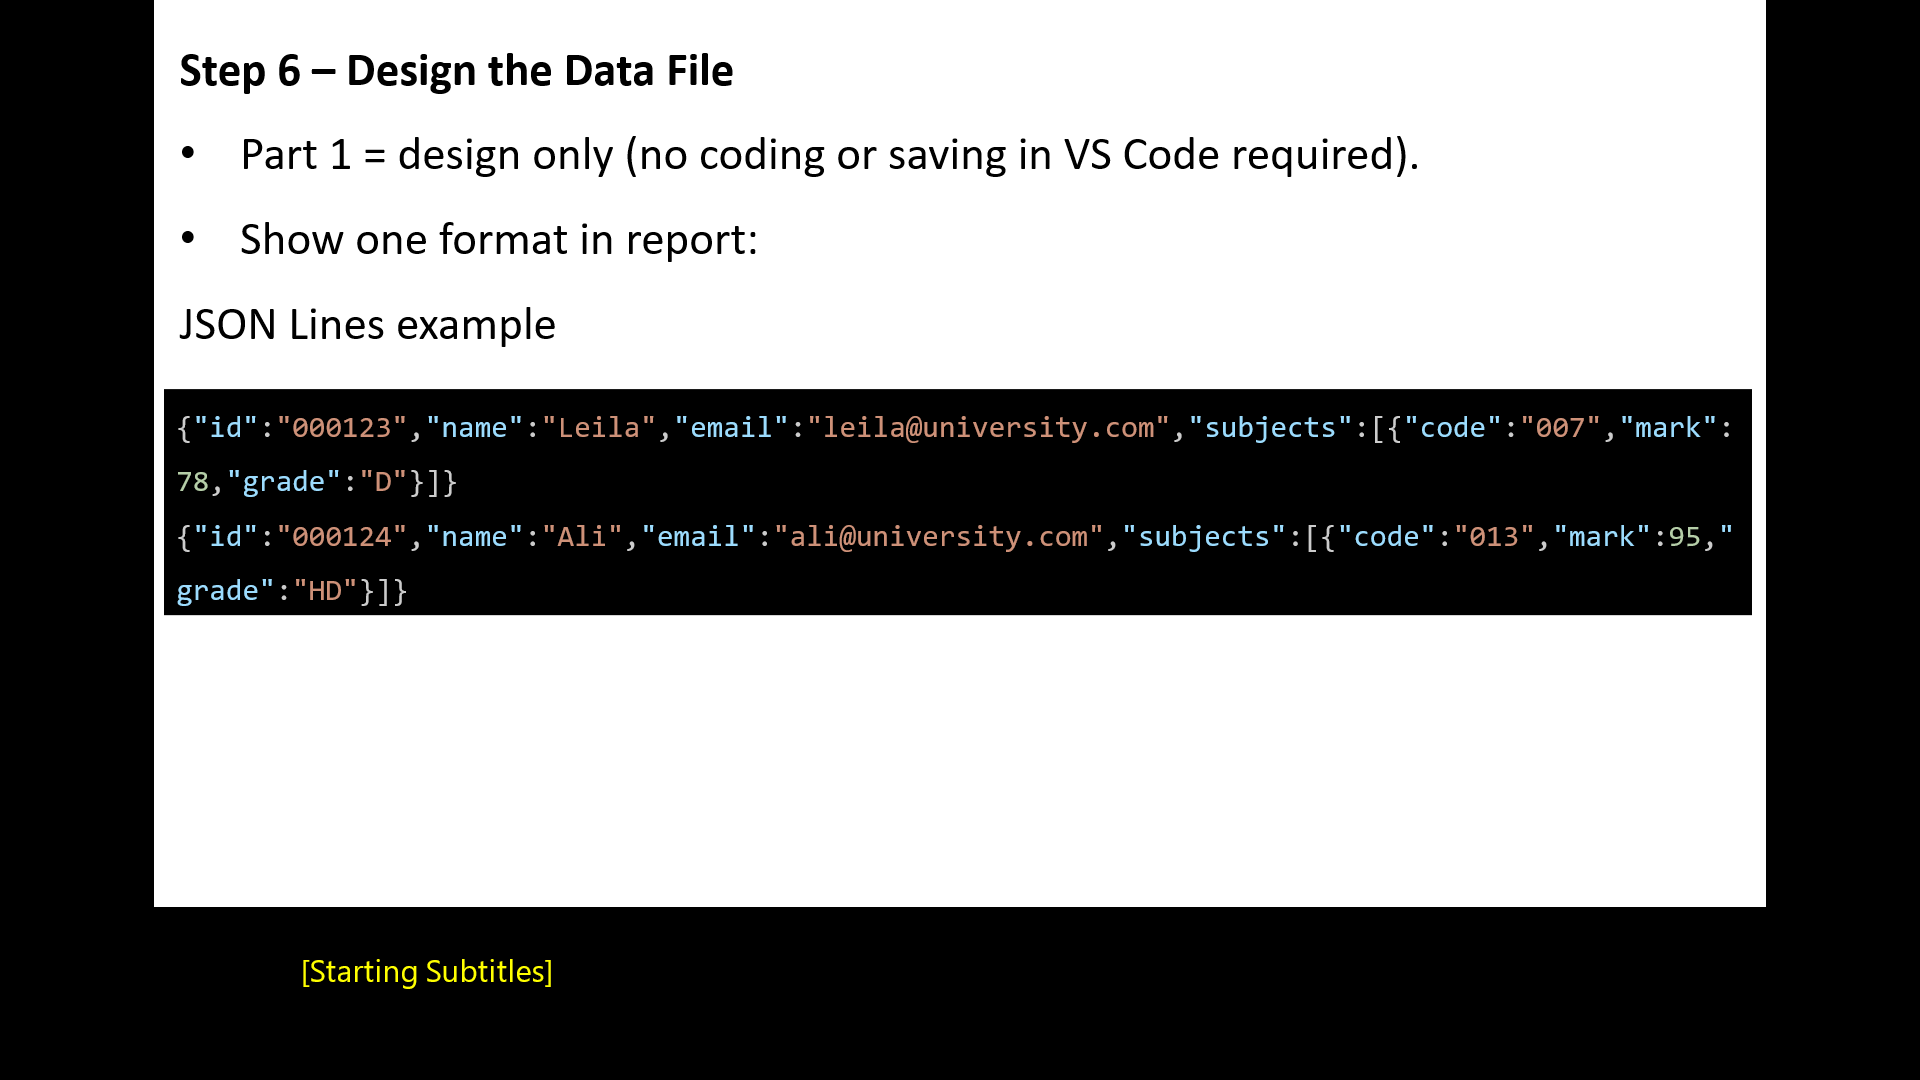 Step 6 – Design the Data File
• Part 1 = design only (no coding or saving in VS Code required).
• Show one format in report:
JSON Lines example
{"id":"000123","name":"Leila","email":"leila@university.com","subjects":[{"code":"007","mark":
78,"grade":"D"}]}
{"id":"000124","name":"Ali","email":"ali@university.com","subjects":[{"code":"013","mark":95,"
grade":"HD"}]}
[Starting Subtitles]